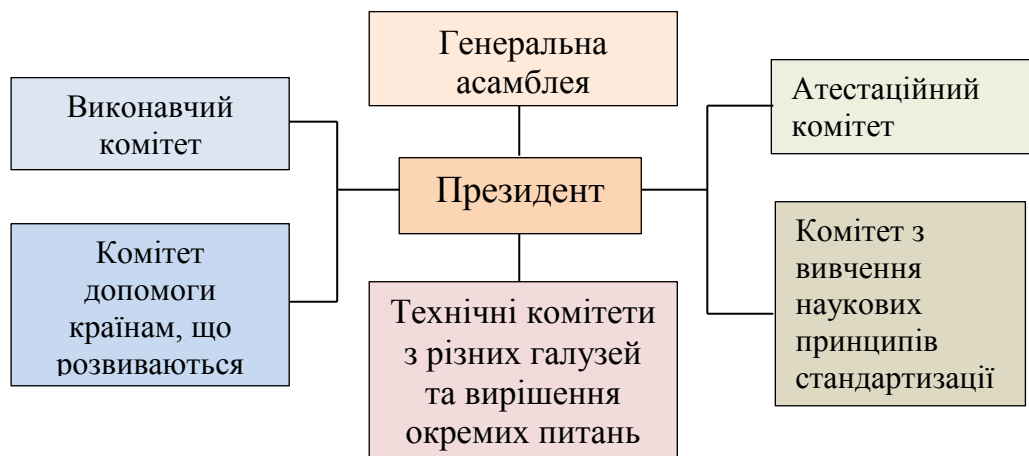 Генеральна
асамблея
Виконавчий
комітет
Атестаційний
комітет
Президент
Комітет
допомоги
країнам, що
розвиваються
Комітет з
вивчення
наукових
принципів
стандартизації
Технічні комітети
з різних галузей
та вирішення
окремих питань